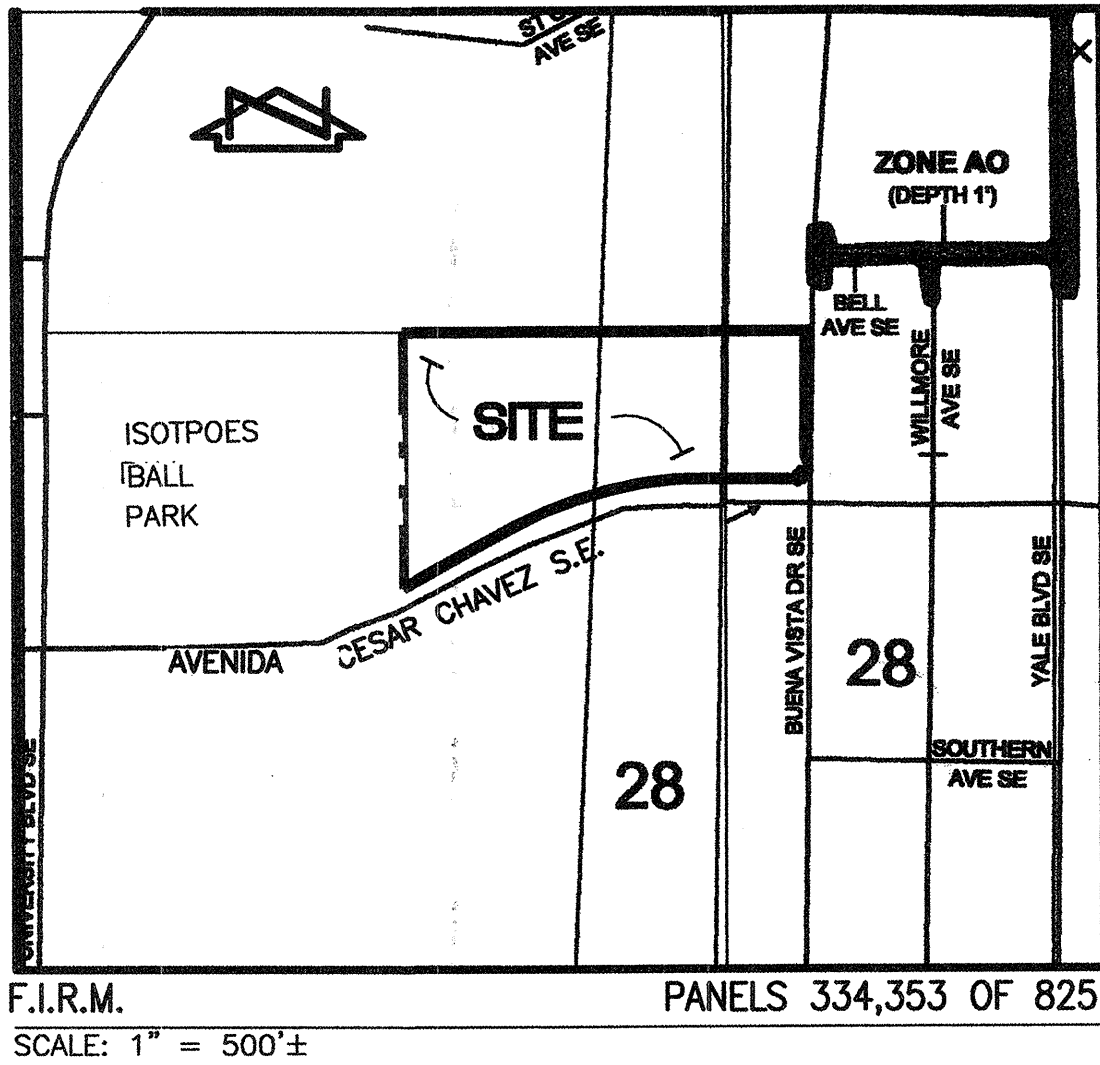 AVE SE
X
ZONE AO
(DEPTH 1')
BELL
AVE SE
WILLMORE
AVE SE
SITE
ISOTPOES
BALL
PARK
CESAR CHAVEZ S.E.
AVENIDA
BUENA VISTA DR SE
28
YALE BLVD SE
SOUTHERN
AVE SE
28
UNIVERSITY BLVD SE
F.I.R.M.
PANELS 334,353 OF 825
SCALE: 1" = 500'±